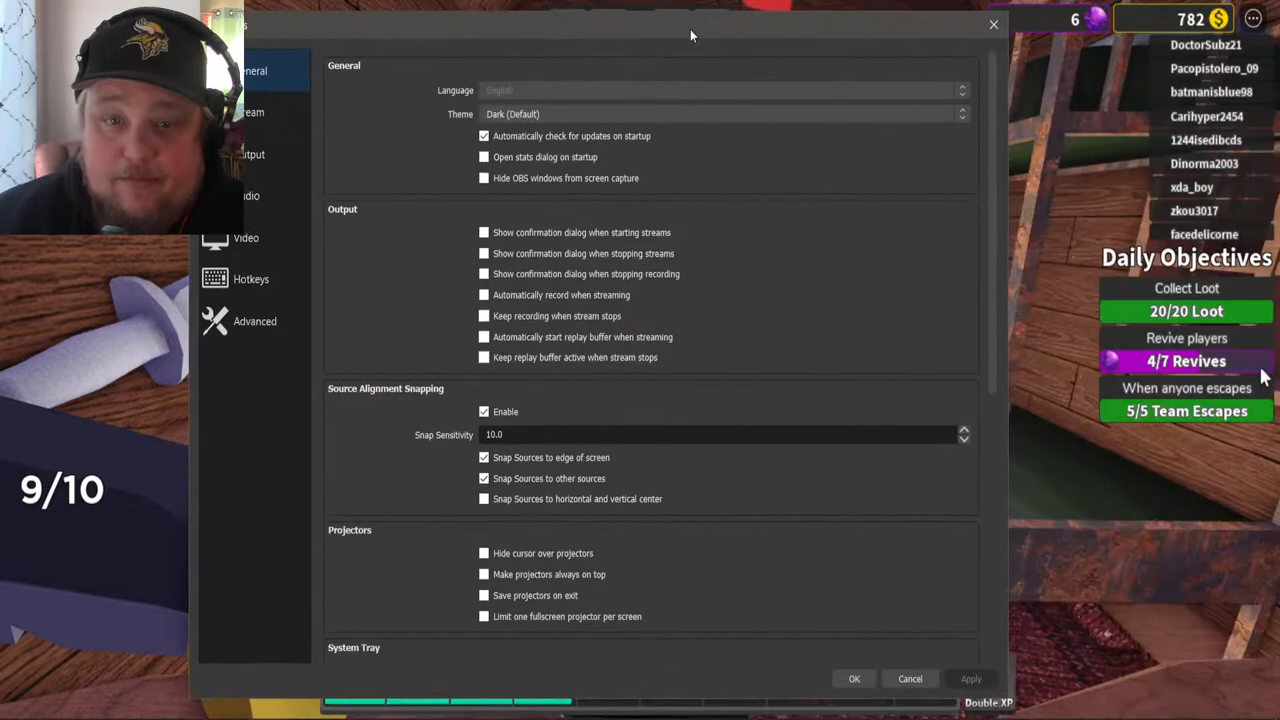 General
Language English
Theme Dark (Default)
Automatically check for updates on startup
Open stats dialog on startup
Hide OBS windows from screen capture
Output
Show confirmation dialog when starting streams
Show confirmation dialog when stopping streams
Show confirmation dialog when stopping recording
Automatically record when streaming
Keep recording when stream stops
Automatically start replay buffer when streaming
Keep replay buffer active when stream stops
Source Alignment Snapping
Enable
Snap Sensitivity 10.0
Snap Sources to edge of screen
Snap Sources to other sources
Snap Sources to horizontal and vertical center
Projectors
Hide cursor over projectors
Make projectors always on top
Save projectors on exit
Limit one fullscreen projector per screen
System Tray
OK Cancel Apply
Video
Hotkeys
Advanced
9/10
6
782
DoctorSubz21
Pacopistolero_09
batmanisblue98
Carihyper2454
1244isedibcds
Dinorma2003
xda_boy
zkou3017
facedelicorne
Daily Objectives
Collect Loot
20/20 Loot
Revive players
4/7 Revives
When anyone escapes
5/5 Team Escapes
Double XP